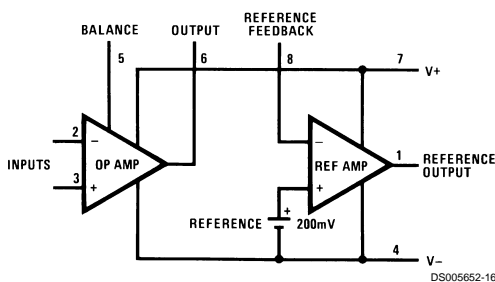 REFERENCE
BALANCE OUTPUT FEEDBACK
5 6 8 7 V+
2 −
INPUTS OP AMP
3 +
− REF AMP 1 REFERENCE
OUTPUT
+
REFERENCE + 200mV
4 V−
DS005652-16